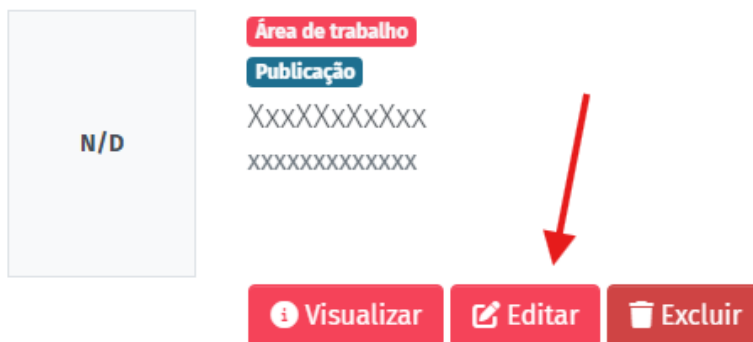 N/D
Área de trabalho
Publicação
XxxXXxXxXxx
xxxxxxxxxxxxx
Visualizar
Editar
Excluir